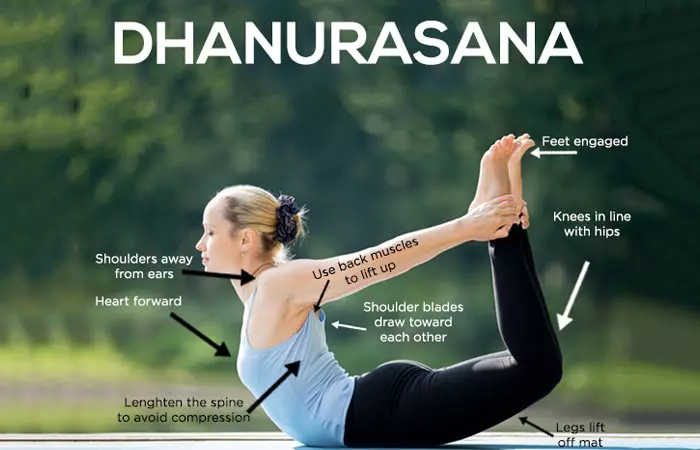 DHANURASANA
Feet engaged
Knees in line
with hips
Shoulders away
from ears
Use back muscles
to lift up
Heart forward
Shoulder blades
draw toward
each other
Lenghten the spine
to avoid compression
Legs lift
off mat